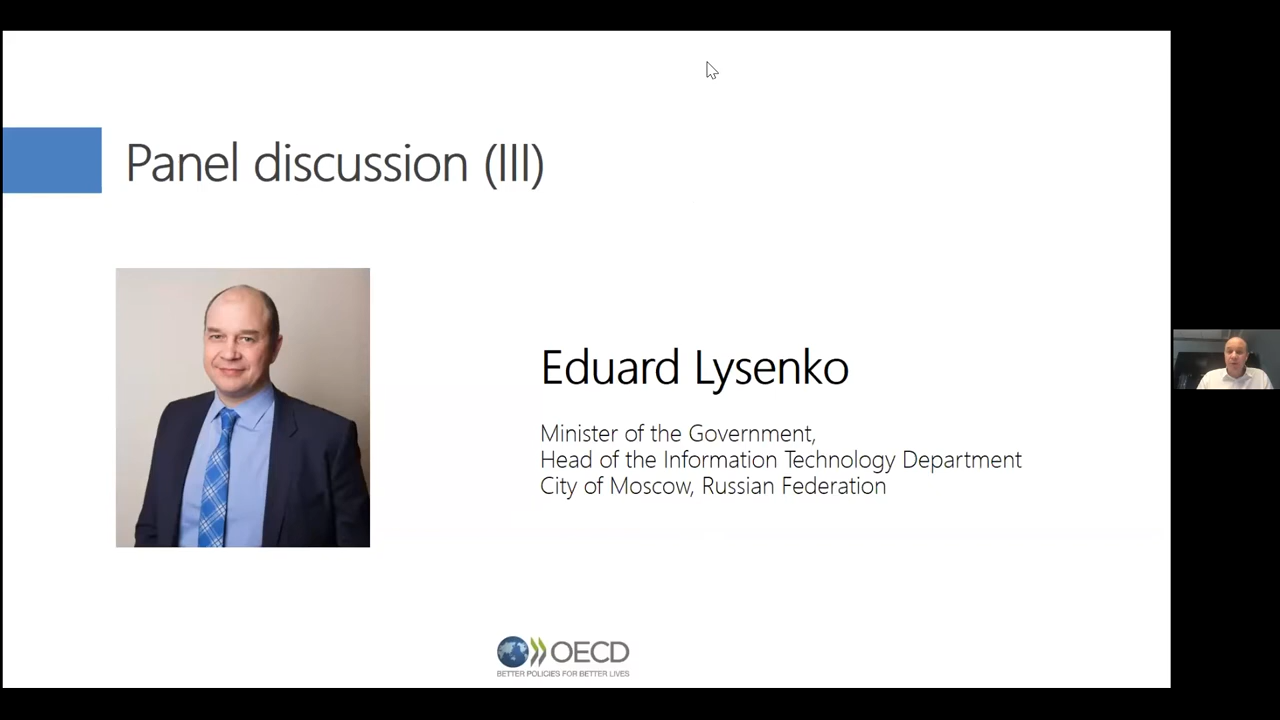 Panel discussion (III)
Eduard Lysenko
Minister of the Government,
Head of the Information Technology Department
City of Moscow, Russian Federation
OECD
BETTER POLICIES FOR BETTER LIVES